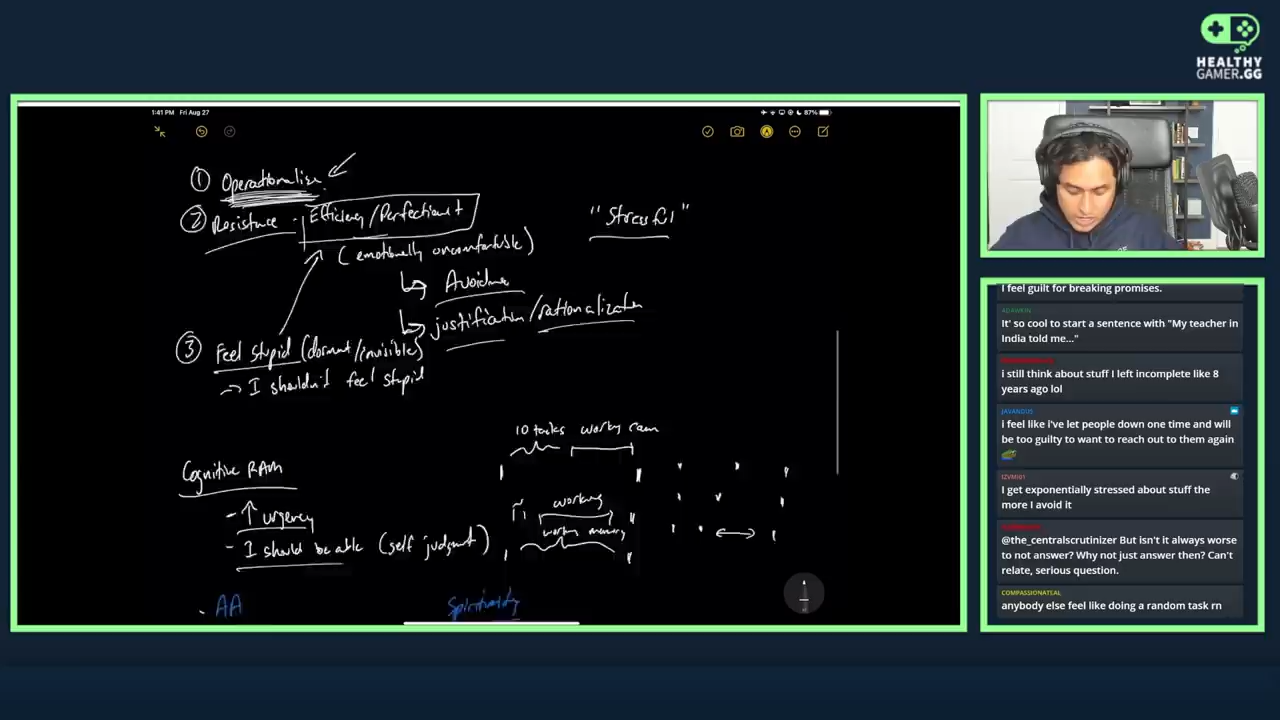 HEALTHY
GAMER.GG
1:41 PM Fri Aug 27
87%
① Operationalize
② Resistance - Efficiency/Perfectionist
"Stressful"
(emotionally uncomfortable)
↳ Avoidance
↳ justification/rationalization
③ Feel stupid (dormant/invisible)
→ I shouldn't feel stupid
10 tasks working ram
Cognitive RAM
- ↑ urgency
working
- I should be able (self judgment)
working memory
- AA
Spirituality
I feel guilt for breaking promises.
It' so cool to start a sentence with "My teacher in
India told me..."
i still think about stuff I left incomplete like 8
years ago lol
JAVANDUS
i feel like i've let people down one time and will
be too guilty to want to reach out to them again
IZVMI01
I get exponentially stressed about stuff the
more I avoid it
@the_centralscrutinizer But isn't it always worse
to not answer? Why not just answer then? Can't
relate, serious question.
COMPASSIONATEAL
anybody else feel like doing a random task rn